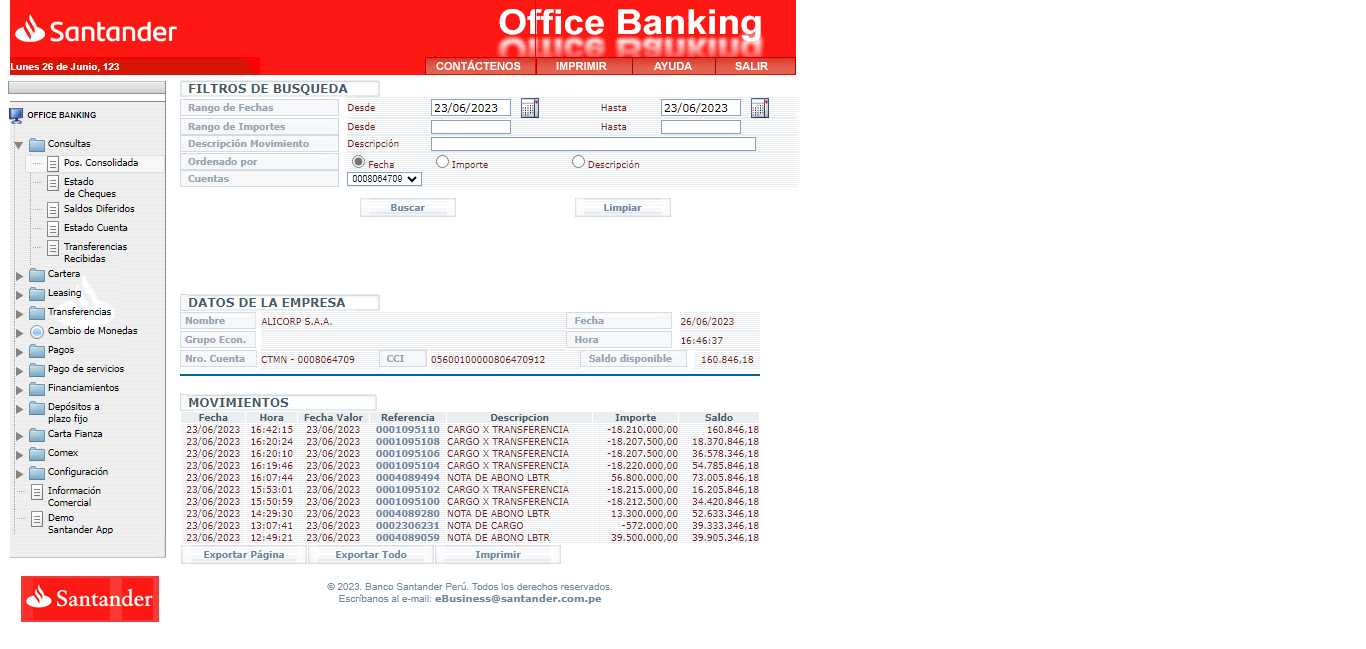 Santander
Office Banking
Lunes 26 de Junio, 123
CONTÁCTENOS IMPRIMIR AYUDA SALIR
OFFICE BANKING
Consultas
Pos. Consolidada
Estado
de Cheques
Saldos Diferidos
Estado Cuenta
Transferencias
Recibidas
Cartera
Leasing
Transferencias
Cambio de Monedas
Pagos
Pago de servicios
Financiamientos
Depósitos a
plazo fijo
Carta Fianza
Comex
Configuración
Información
Comercial
Demo
Santander App
Santander
FILTROS DE BUSQUEDA
Rango de Fechas Desde 23/06/2023 Hasta 23/06/2023
Rango de Importes Desde Hasta
Descripción Movimiento Descripción
Ordenado por Fecha Importe Descripción
Cuentas 0008064709
Buscar Limpiar
DATOS DE LA EMPRESA
Nombre ALICORP S.A.A. Fecha 26/06/2023
Grupo Econ. Hora 16:46:37
Nro. Cuenta CTMN - 0008064709 CCI 05600100000806470912 Saldo disponible 160.846,18
MOVIMIENTOS
Fecha Hora Fecha Valor Referencia Descripcion Importe Saldo
23/06/2023 16:42:15 23/06/2023 0001095110 CARGO X TRANSFERENCIA -18.210.000,00 160.846,18
23/06/2023 16:20:24 23/06/2023 0001095108 CARGO X TRANSFERENCIA -18.207.500,00 18.370.846,18
23/06/2023 16:20:10 23/06/2023 0001095106 CARGO X TRANSFERENCIA -18.207.500,00 36.578.346,18
23/06/2023 16:19:46 23/06/2023 0001095104 CARGO X TRANSFERENCIA -18.220.000,00 54.785.846,18
23/06/2023 16:07:44 23/06/2023 0004089494 NOTA DE ABONO LBTR 56.800.000,00 73.005.846,18
23/06/2023 15:53:01 23/06/2023 0001095102 CARGO X TRANSFERENCIA -18.215.000,00 16.205.846,18
23/06/2023 15:50:59 23/06/2023 0001095100 CARGO X TRANSFERENCIA -18.212.500,00 34.420.846,18
23/06/2023 14:29:30 23/06/2023 0004089280 NOTA DE ABONO LBTR 13.300.000,00 52.633.346,18
23/06/2023 13:07:41 23/06/2023 0002306231 NOTA DE CARGO -572.000,00 39.333.346,18
23/06/2023 12:49:21 23/06/2023 0004089059 NOTA DE ABONO LBTR 39.500.000,00 39.905.346,18
Exportar Página Exportar Todo Imprimir
© 2023. Banco Santander Perú. Todos los derechos reservados.
Escríbanos al e-mail: eBusiness@santander.com.pe